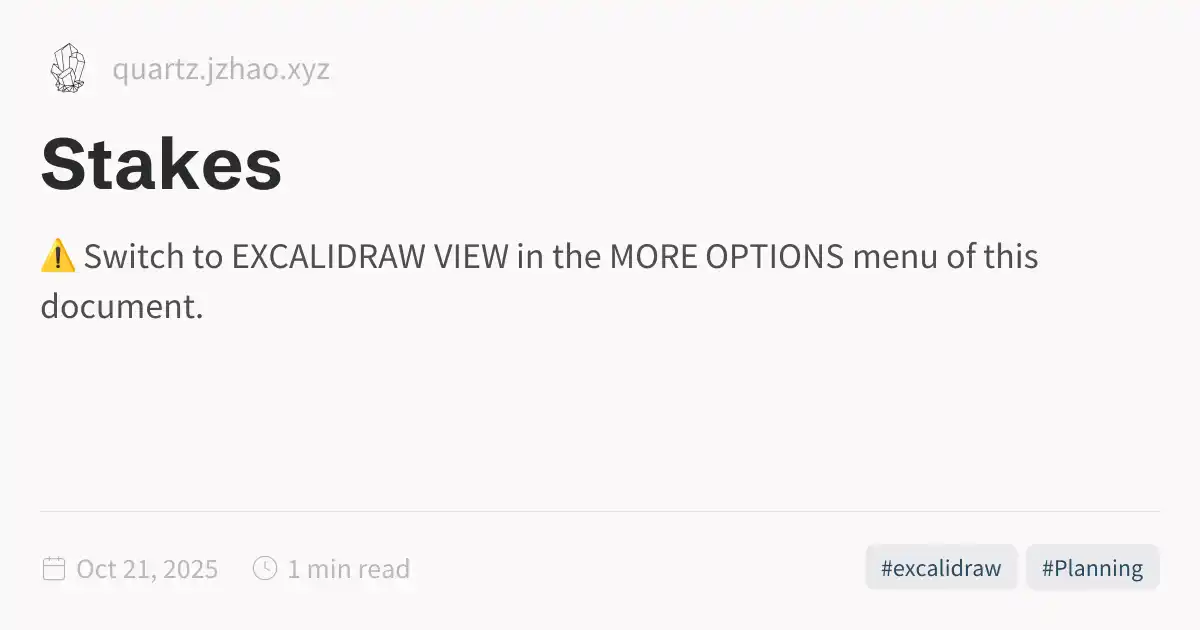 quartz.jzhao.xyz
Stakes
⚠️ Switch to EXCALIDRAW VIEW in the MORE OPTIONS menu of this
document.
Oct 21, 2025 1 min read #excalidraw #Planning